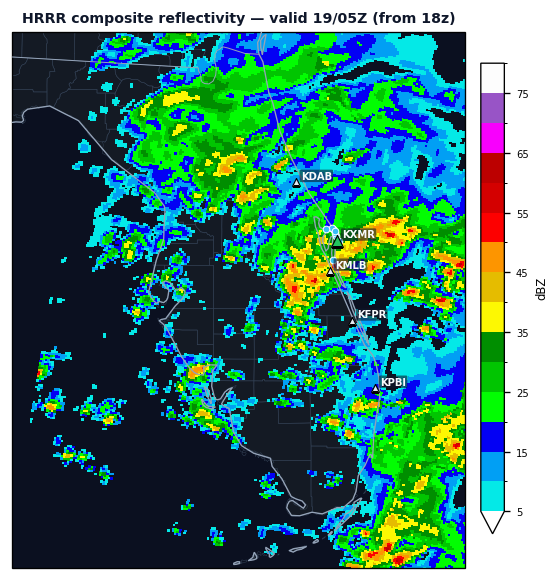 HRRR composite reflectivity — valid 19/05Z (from 18z)
KDAB
KXMR
KMLB
KFPR
KPBI
75
65
55
45
35
25
15
5
dBZ